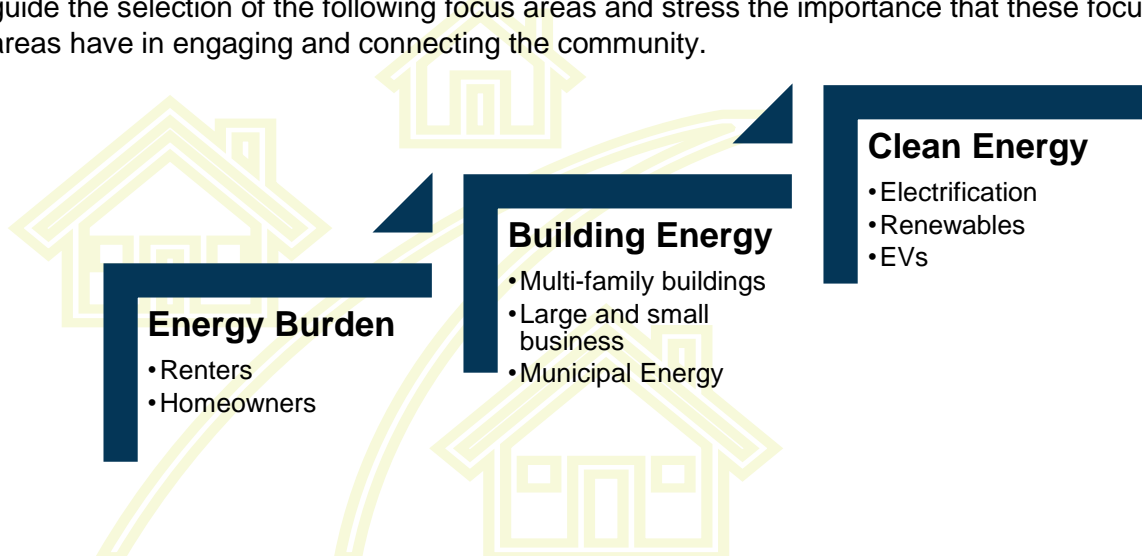 guide the selection of the following focus areas and stress the importance that these focu
areas have in engaging and connecting the community.
Energy Burden
•Renters
•Homeowners
Building Energy
•Multi-family buildings
•Large and small
business
•Municipal Energy
Clean Energy
•Electrification
•Renewables
•EVs